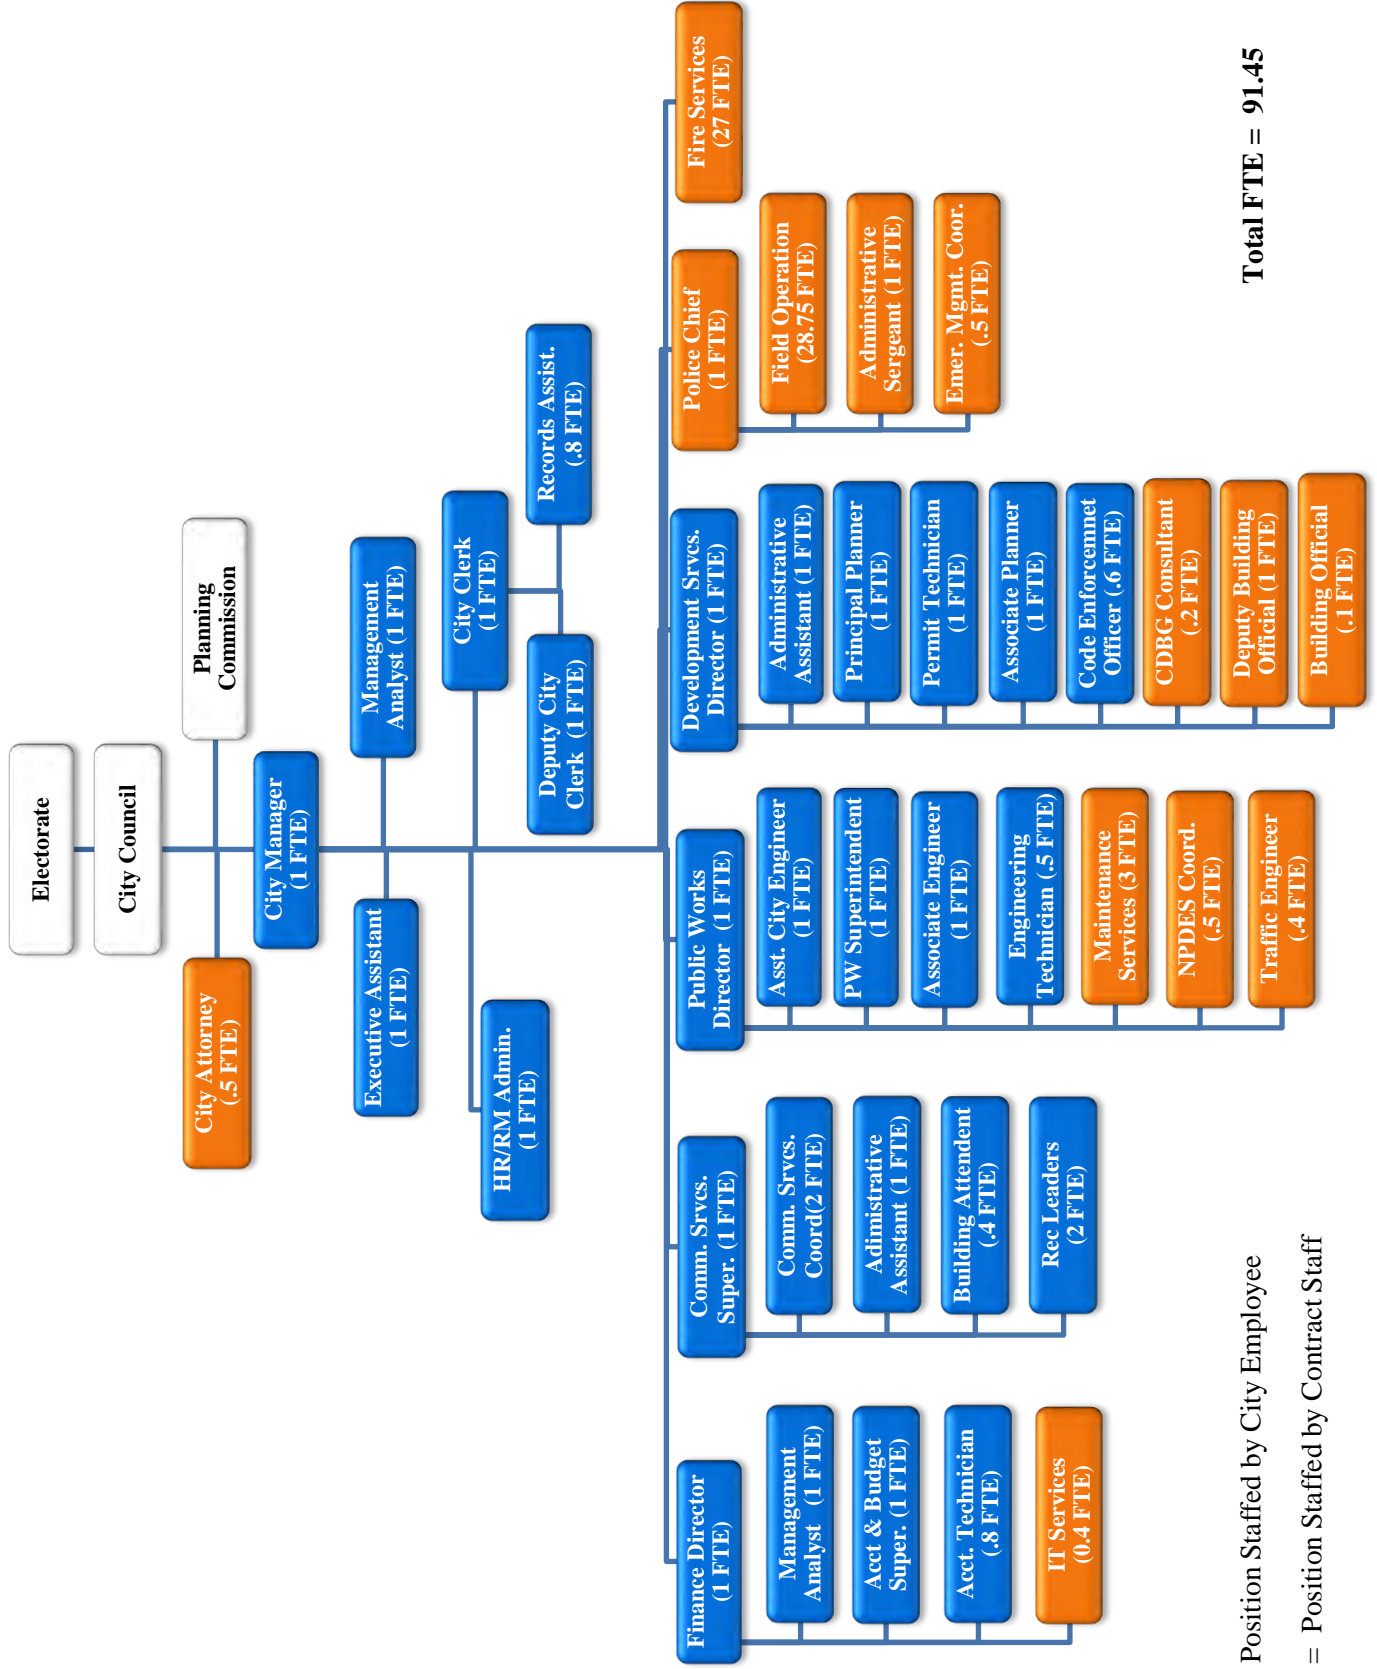 Electorate
City Council
Planning
Commission
City Attorney
(.5 FTE)
City Manager
(1 FTE)
Executive Assistant
(1 FTE)
Management
Analyst (1 FTE)
HR/RM Admin.
(1 FTE)
City Clerk
(1 FTE)
Deputy City
Clerk (1 FTE)
Records Assist.
(.8 FTE)
Finance Director
(1 FTE)
Management
Analyst (1 FTE)
Acct & Budget
Super. (1 FTE)
Acct. Technician
(.8 FTE)
IT Services
(0.4 FTE)
Comm. Srvcs.
Super. (1 FTE)
Comm. Srvcs.
Coord(2 FTE)
Adimistrative
Assistant (1 FTE)
Building Attendent
(.4 FTE)
Rec Leaders
(2 FTE)
Public Works
Director (1 FTE)
Asst. City Engineer
(1 FTE)
PW Superintendent
(1 FTE)
Associate Engineer
(1 FTE)
Engineering
Technician (.5 FTE)
Maintenance
Services (3 FTE)
NPDES Coord.
(.5 FTE)
Traffic Engineer
(.4 FTE)
Development Srvcs.
Director (1 FTE)
Administrative
Assistant (1 FTE)
Principal Planner
(1 FTE)
Permit Technician
(1 FTE)
Associate Planner
(1 FTE)
Code Enforcemnet
Officer (.6 FTE)
CDBG Consultant
(.2 FTE)
Deputy Building
Official (1 FTE)
Building Official
(.1 FTE)
Police Chief
(1 FTE)
Field Operation
(28.75 FTE)
Administrative
Sergeant (1 FTE)
Emer. Mgmt. Coor.
(.5 FTE)
Fire Services
(27 FTE)
Position Staffed by City Employee
= Position Staffed by Contract Staff
Total FTE = 91.45